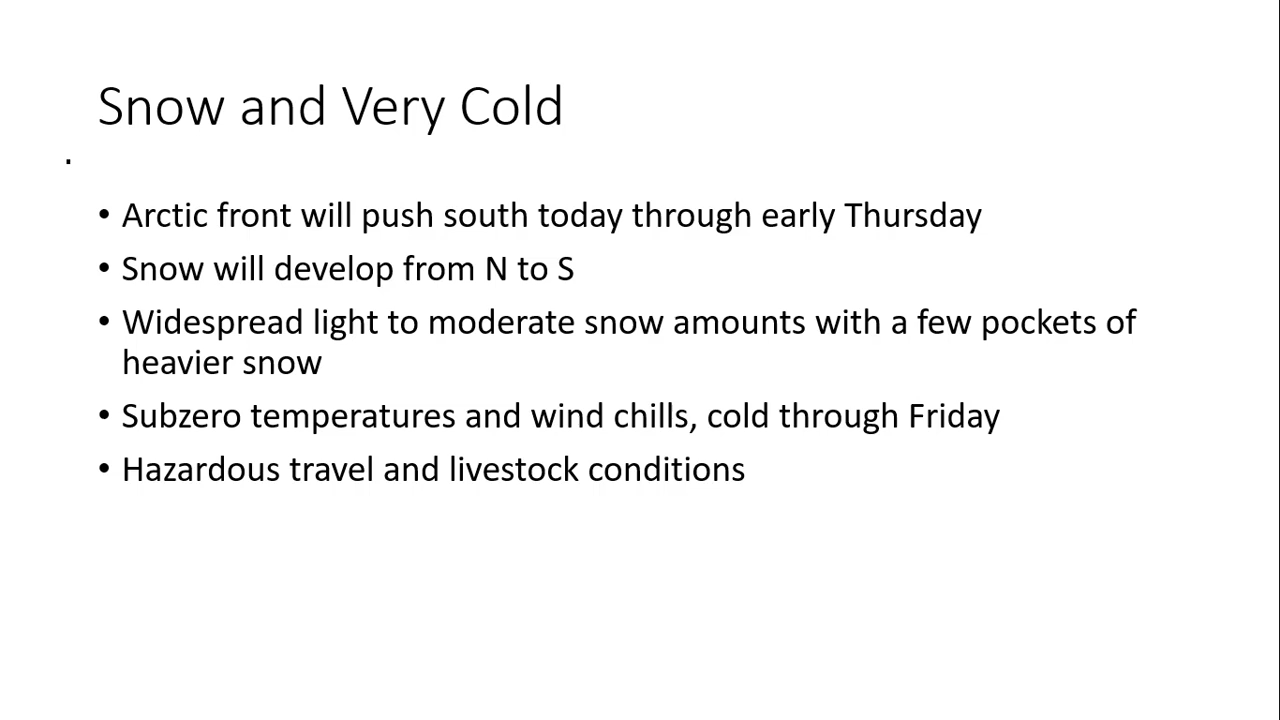 Snow and Very Cold
.
• Arctic front will push south today through early Thursday
• Snow will develop from N to S
• Widespread light to moderate snow amounts with a few pockets of
heavier snow
• Subzero temperatures and wind chills, cold through Friday
• Hazardous travel and livestock conditions